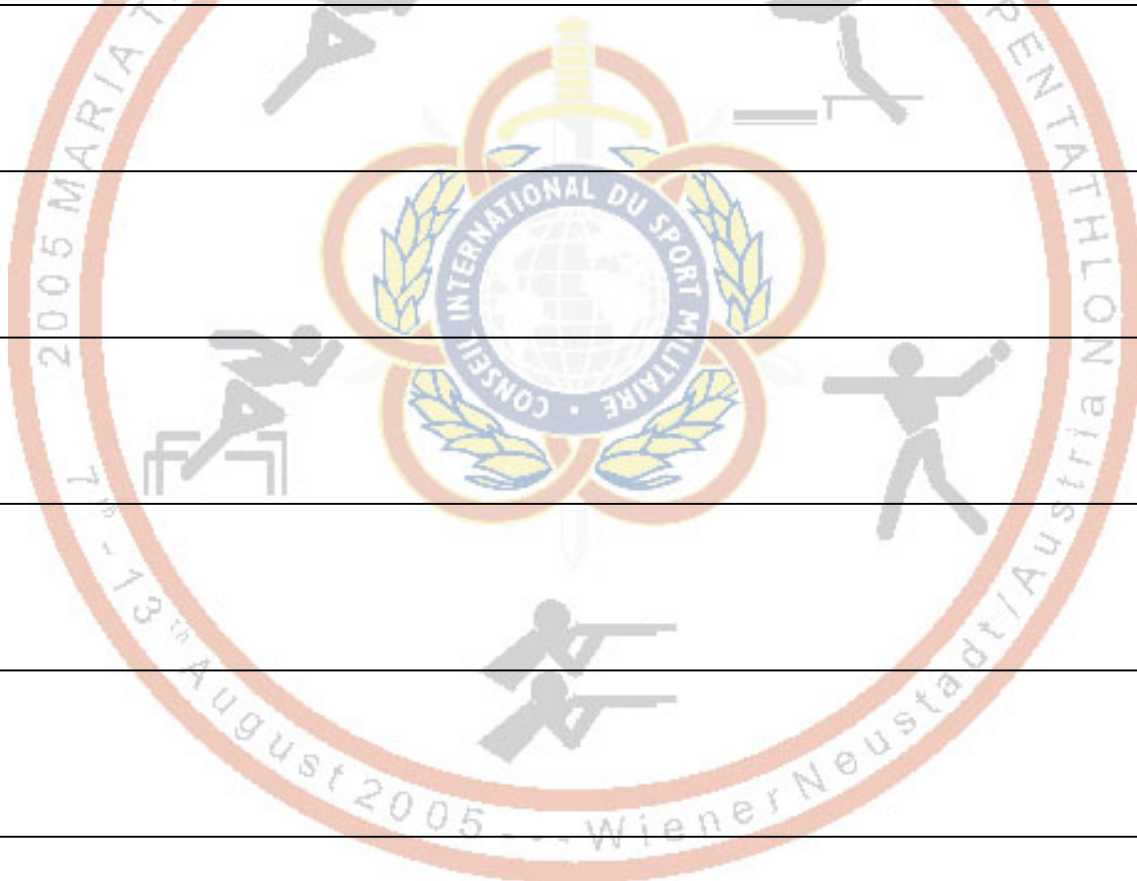 2005 MARIA
PENTATHLON
CONSEIL INTERNATIONAL DU SPORT MILITAIRE
7th - 13Th August 2005 --- Wiener Neustadt / Austria